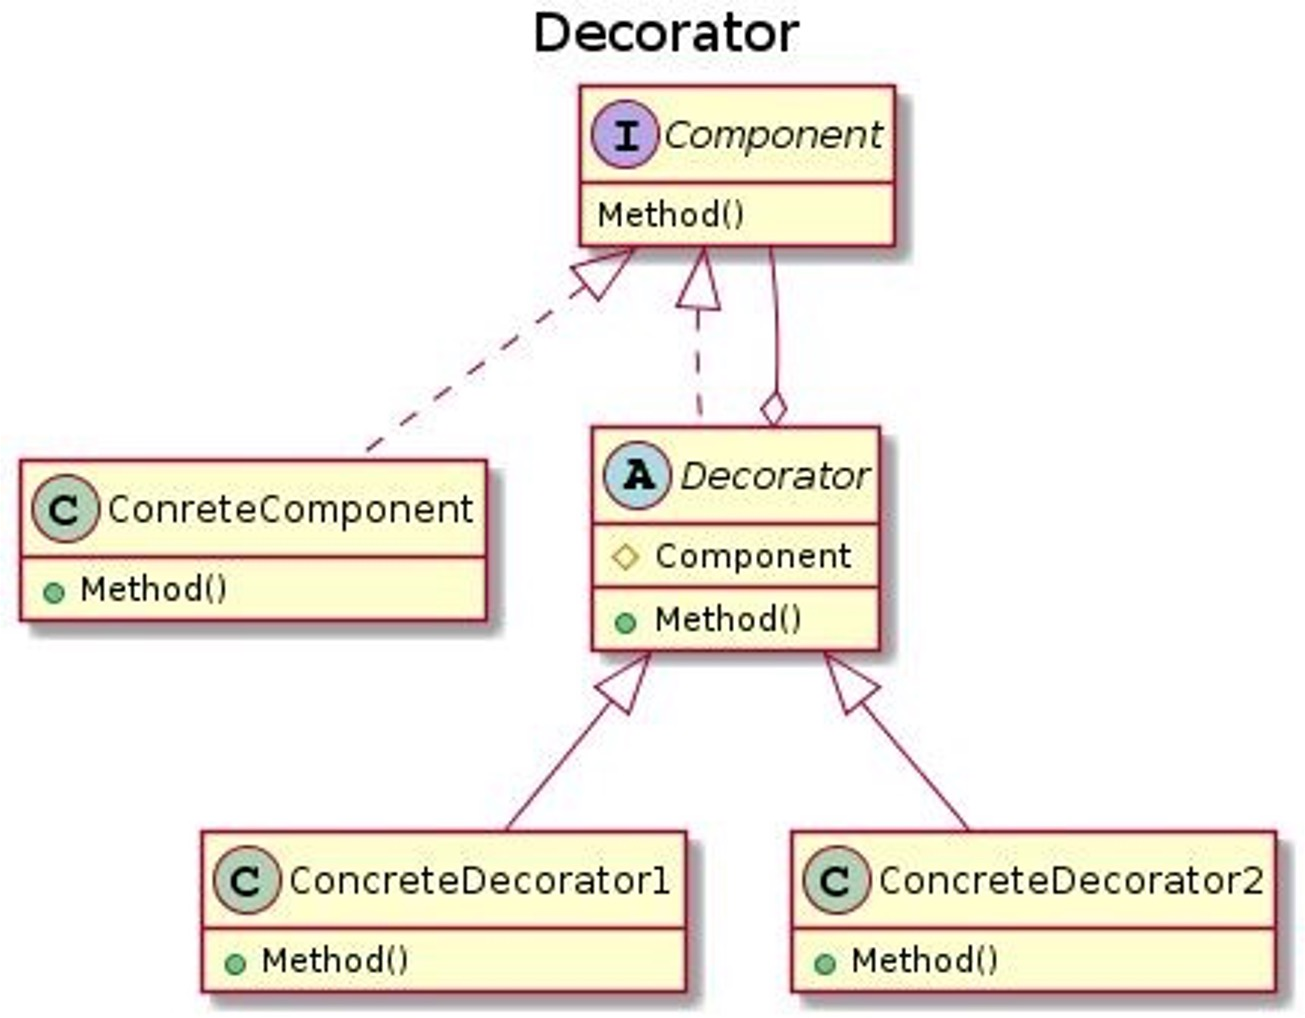 Decorator
I Component
Method()
C ConreteComponent
Method()
A Decorator
Component
Method()
C ConcreteDecorator1
Method()
C ConcreteDecorator2
Method()